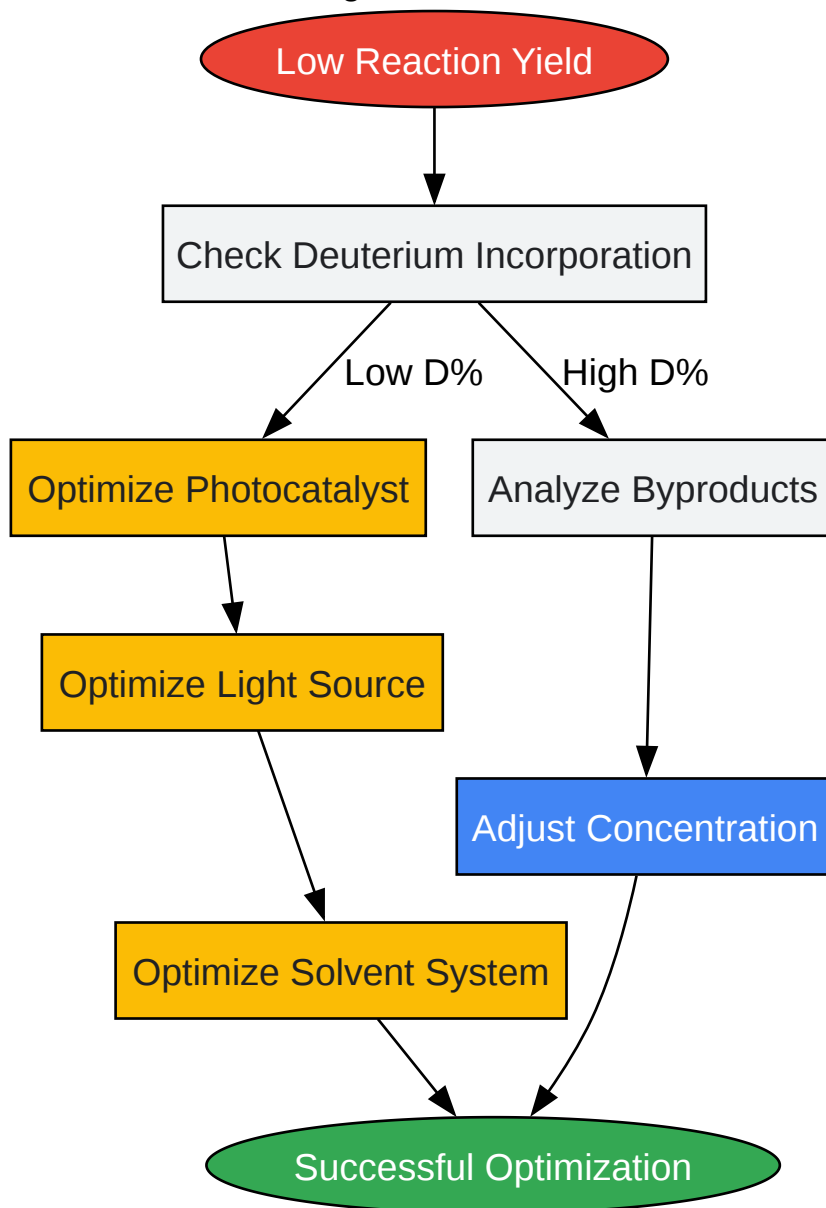 Low Reaction Yield
Check Deuterium Incorporation
Low D%
High D%
Optimize Photocatalyst
Analyze Byproducts
Optimize Light Source
Adjust Concentration
Optimize Solvent System
Successful Optimization